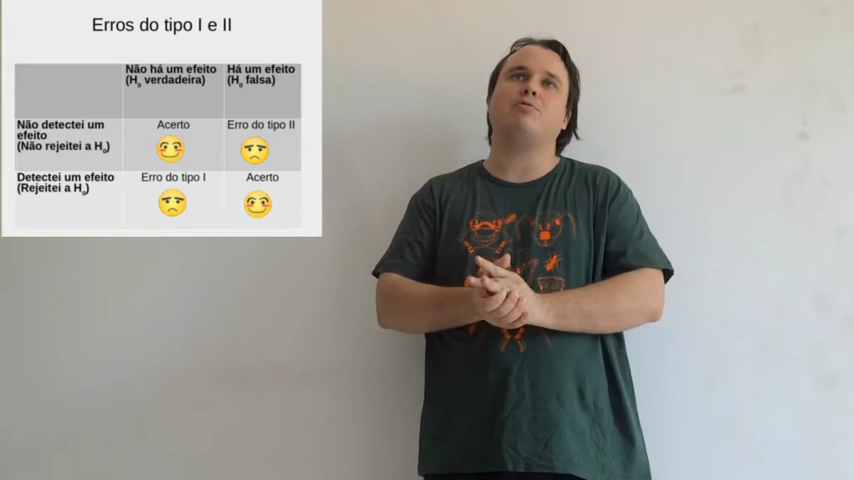 Erros do tipo I e II
Não há um efeito
(H0 verdadeira)
Há um efeito
(H0 falsa)
Não detectei um
efeito
(Não rejeitei a H0)
Acerto
Erro do tipo II
Detectei um efeito
(Rejeitei a H0)
Erro do tipo I
Acerto